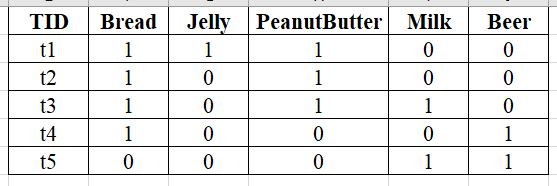 TID Bread Jelly PeanutButter Milk Beer
t1 1 1 1 0 0
t2 1 0 1 0 0
t3 1 0 1 1 0
t4 1 0 0 0 1
t5 0 0 0 1 1